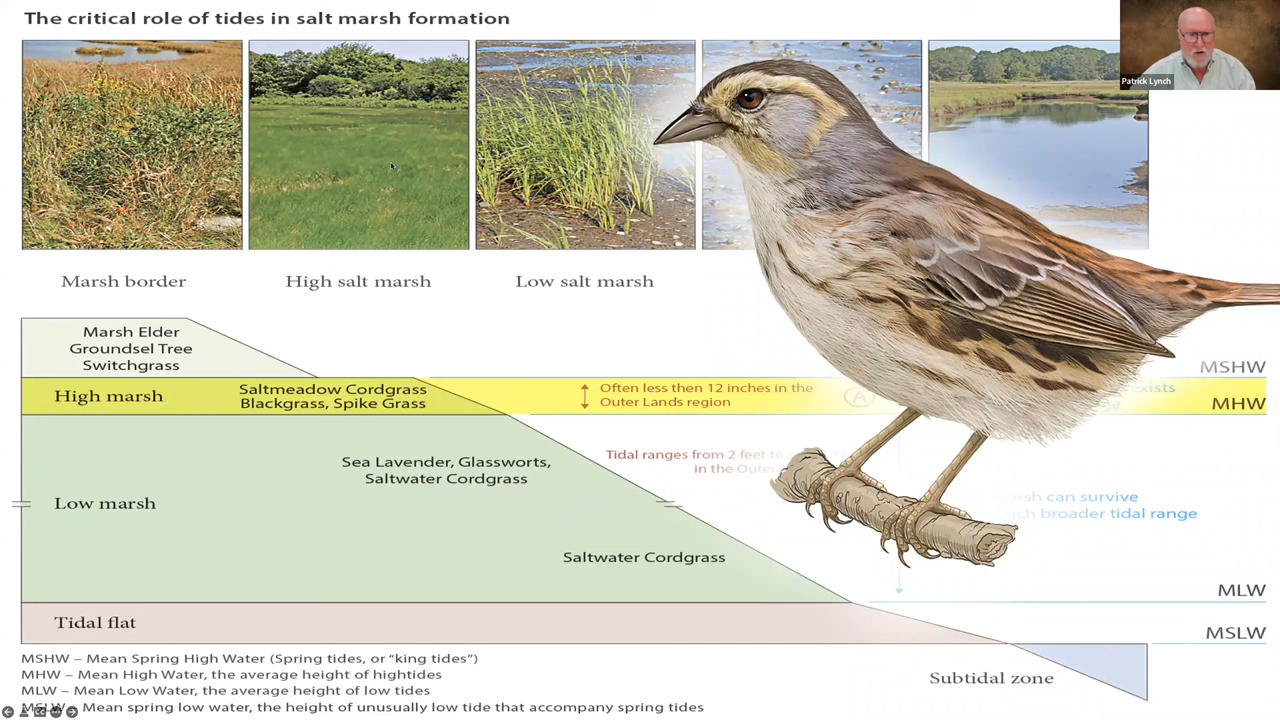 The critical role of tides in salt marsh formation
Patrick Lynch
Marsh border
High salt marsh
Low salt marsh
Marsh Elder
Groundsel Tree
Switchgrass
MSHW
High marsh
Saltmeadow Cordgrass
Blackgrass, Spike Grass
Often less then 12 inches in the
Outer Lands region
A
exists
MHW
Tidal ranges from 2 feet to
in the Outer
Sea Lavender, Glassworts,
Saltwater Cordgrass
Low marsh
can survive
broader tidal range
Saltwater Cordgrass
MLW
Tidal flat
MSLW
MSHW – Mean Spring High Water (Spring tides, or “king tides”)
MHW – Mean High Water, the average height of hightides
MLW – Mean Low Water, the average height of low tides
MSLW – Mean spring low water, the height of unusually low tide that accompany spring tides
Subtidal zone